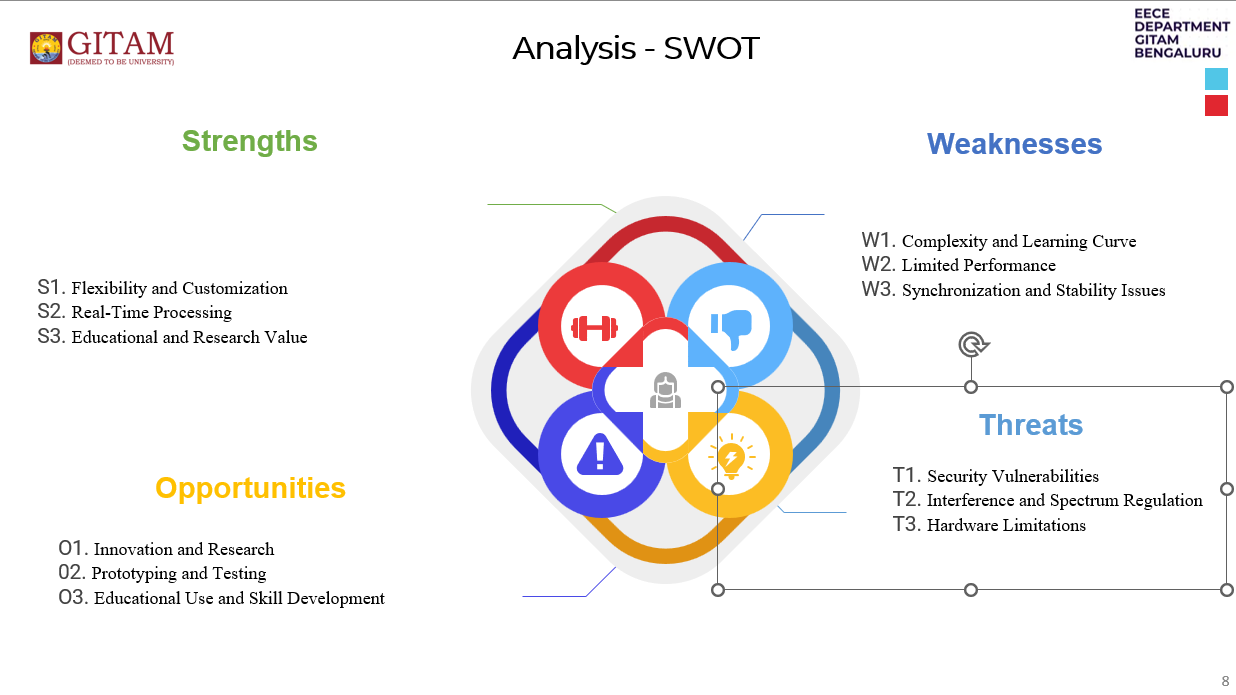 GITAM
(DEEMED TO BE UNIVERSITY)
Analysis - SWOT
EECE
DEPARTMENT
GITAM
BENGALURU
Strengths
S1. Flexibility and Customization
S2. Real-Time Processing
S3. Educational and Research Value
Weaknesses
W1. Complexity and Learning Curve
W2. Limited Performance
W3. Synchronization and Stability Issues
Opportunities
O1. Innovation and Research
02. Prototyping and Testing
O3. Educational Use and Skill Development
Threats
T1. Security Vulnerabilities
T2. Interference and Spectrum Regulation
T3. Hardware Limitations
8